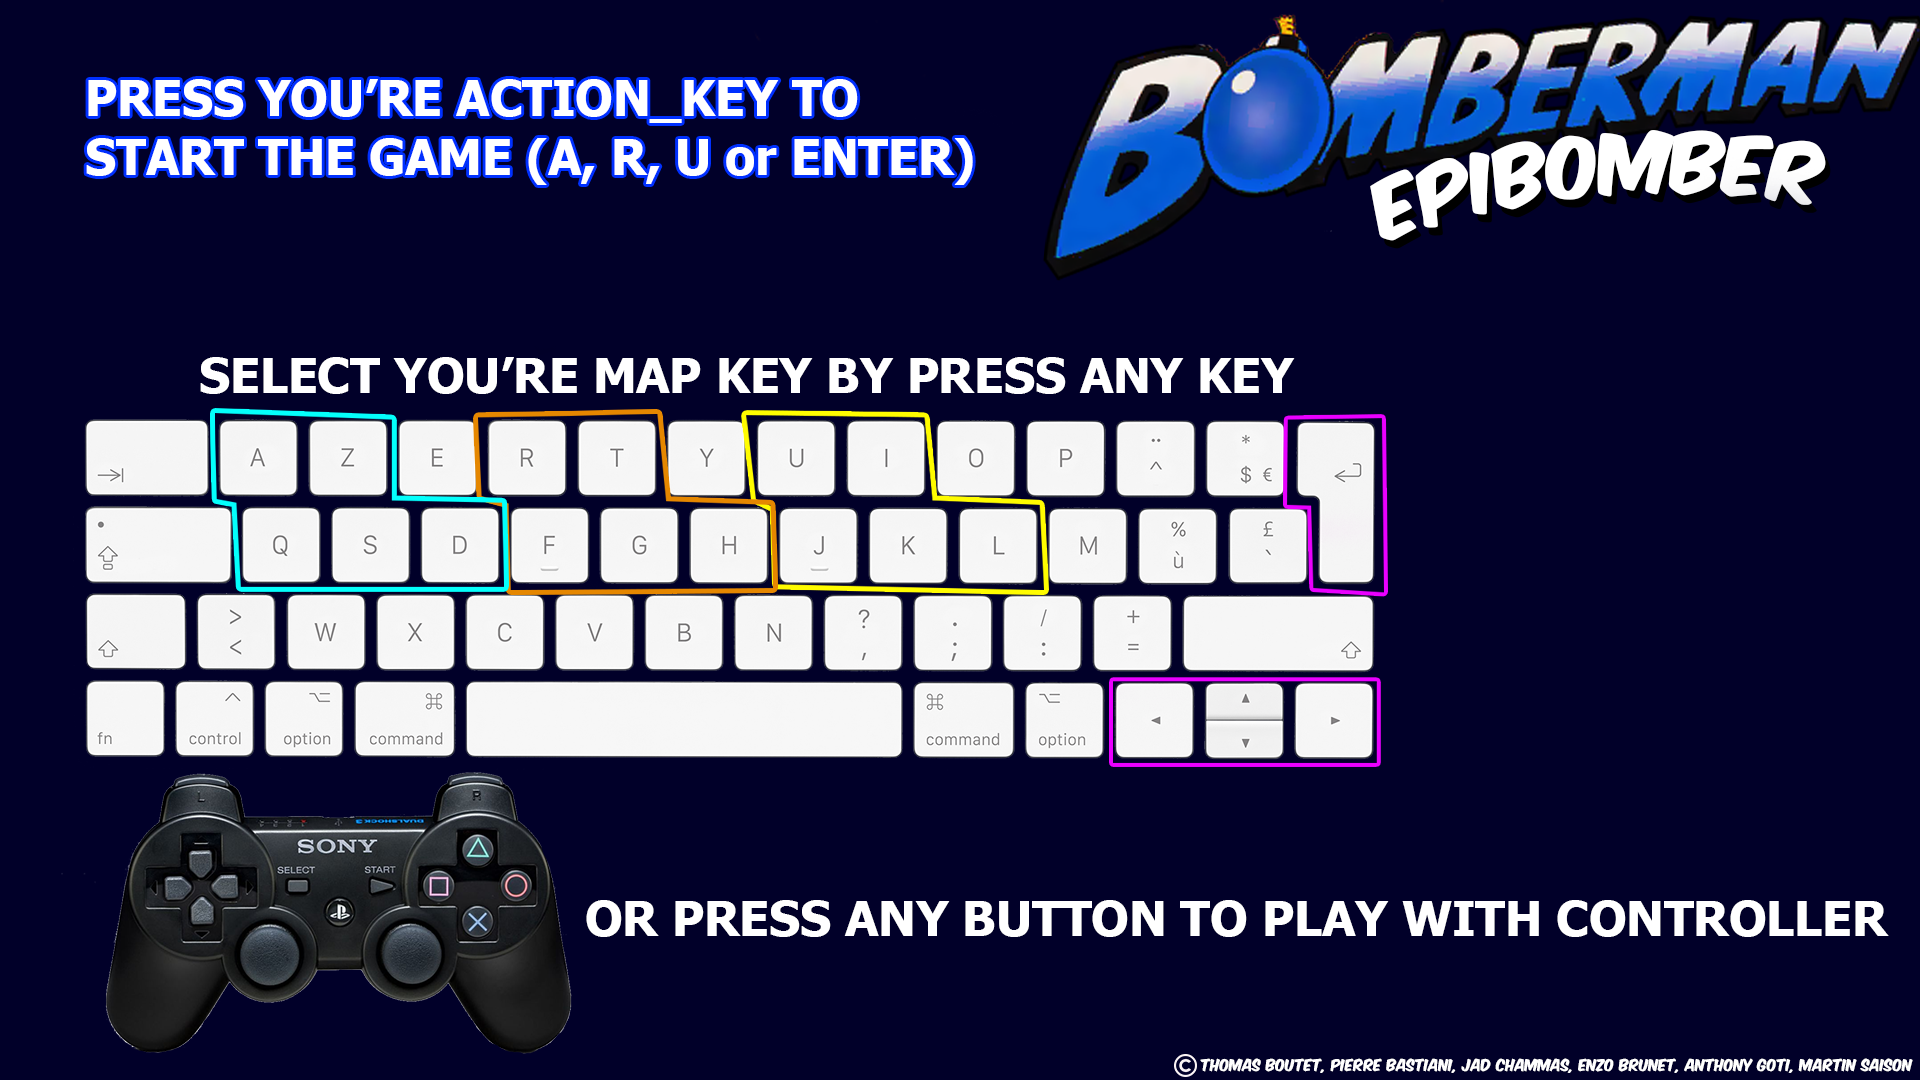 BOMBERMAN
EPIBOMBER
PRESS YOU’RE ACTION_KEY TO
START THE GAME (A, R, U or ENTER)
SELECT YOU’RE MAP KEY BY PRESS ANY KEY
A Z E R T Y U I O P ¨ ^ * $ €
Q S D F G H J K L M % ù £ `
> < W X C V B N ? , . ; / : + =
fn control option command command option
L R
DUALSHOCK 3
SONY
SELECT START
OR PRESS ANY BUTTON TO PLAY WITH CONTROLLER
© THOMAS BOUTET, PIERRE BASTIANI, JAD CHAMMAS, ENZO BRUNET, ANTHONY GOTI, MARTIN SAISON